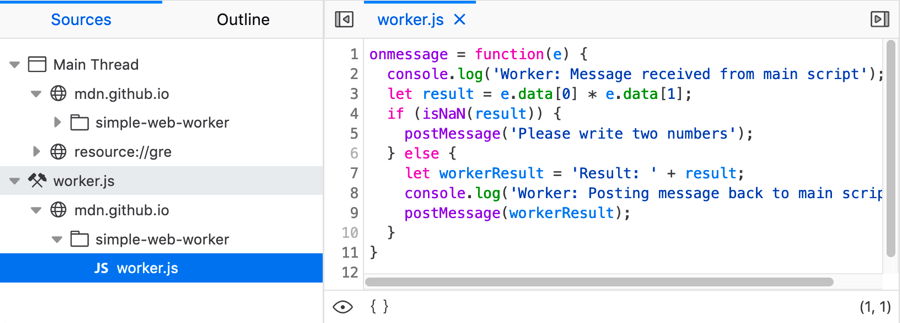 Sources Outline
Main Thread
mdn.github.io
simple-web-worker
resource://gre
worker.js
mdn.github.io
simple-web-worker
JS worker.js
worker.js
1 onmessage = function(e) {
2 console.log('Worker: Message received from main script');
3 let result = e.data[0] * e.data[1];
4 if (isNaN(result)) {
5 postMessage('Please write two numbers');
6 } else {
7 let workerResult = 'Result: ' + result;
8 console.log('Worker: Posting message back to main scrip
9 postMessage(workerResult);
10 }
11 }
12
{ } (1, 1)